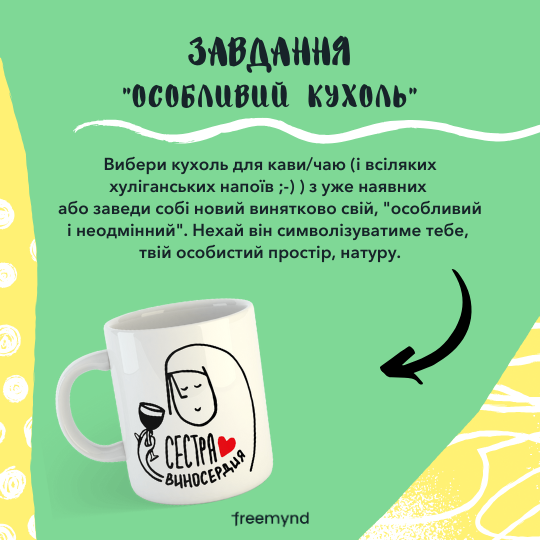 ЗАВДАННЯ
"ОСОБЛИВИЙ КУХОЛЬ"
Вибери кухоль для кави/чаю (і всіляких
хуліганських напоїв ;-) ) з уже наявних
або заведи собі новий винятково свій, "особливий
і неодмінний". Нехай він символізуватиме тебе,
твій особистий простір, натуру.
СЕСТРА
ВИНОСЕРДИЯ
freemynd